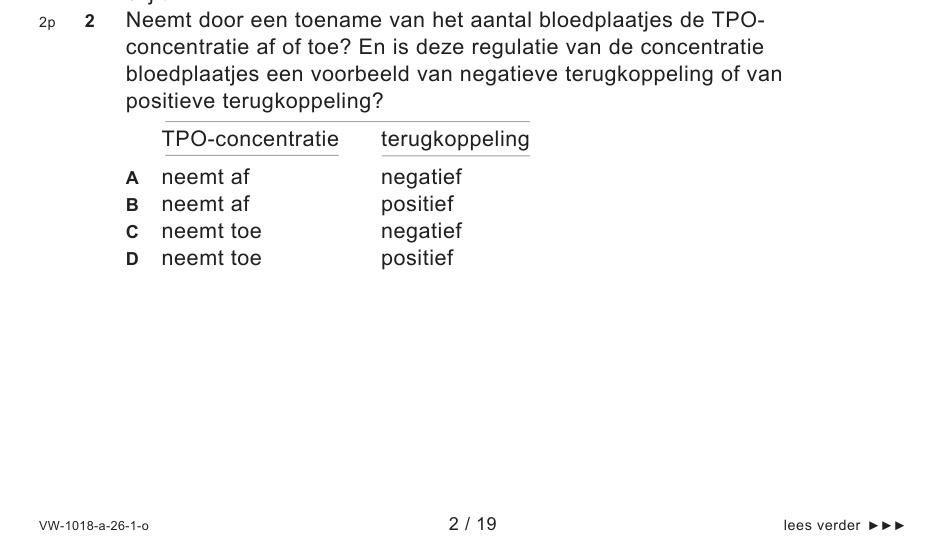 2p 2 Neemt door een toename van het aantal bloedplaatjes de TPO-
concentratie af of toe? En is deze regulatie van de concentratie
bloedplaatjes een voorbeeld van negatieve terugkoppeling of van
positieve terugkoppeling?
TPO-concentratie terugkoppeling
A neemt af negatief
B neemt af positief
C neemt toe negatief
D neemt toe positief
VW-1018-a-26-1-o 2 / 19 lees verder ►►►